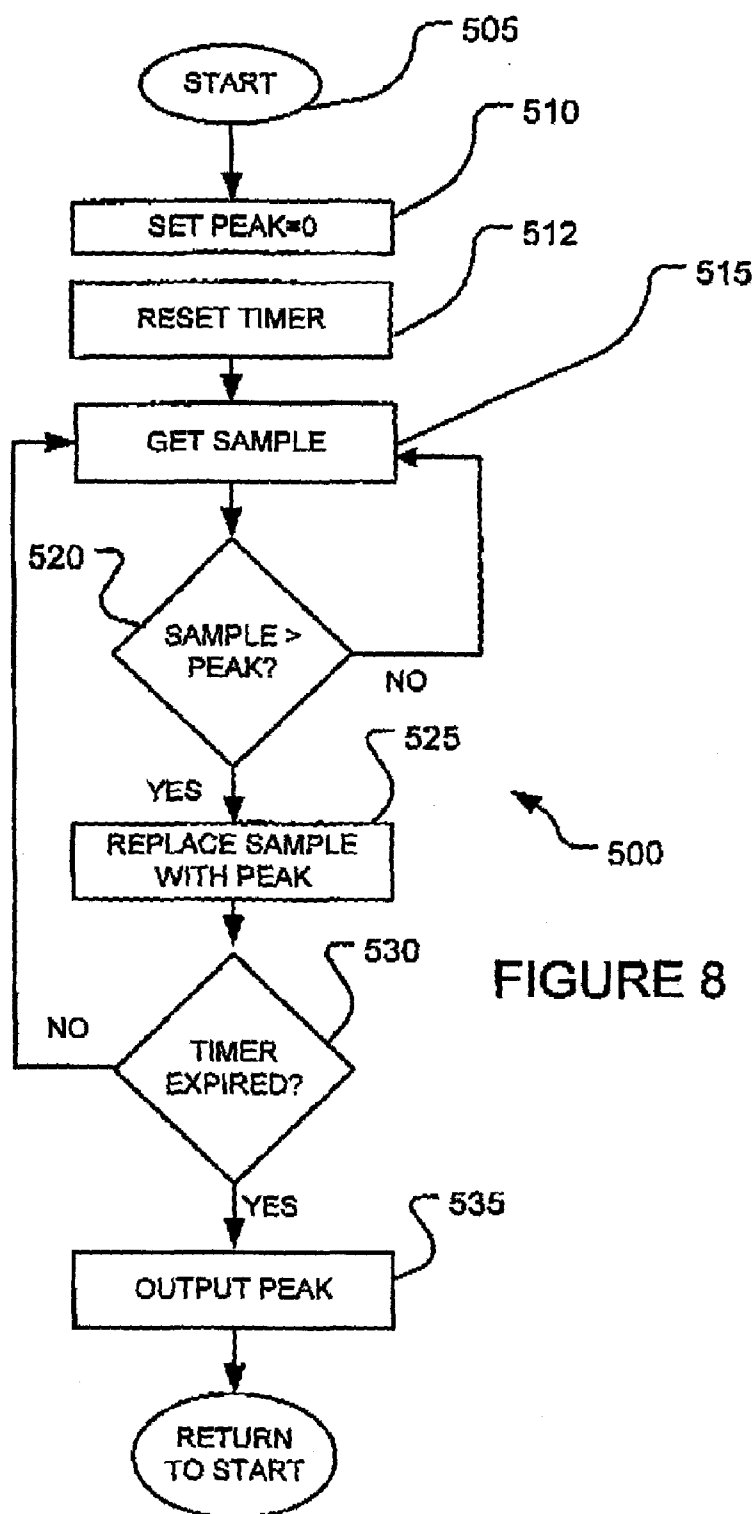 START
505
510
SET PEAK=0
512
RESET TIMER
515
GET SAMPLE
520
SAMPLE >
PEAK?
NO
YES
525
REPLACE SAMPLE
WITH PEAK
500
530
FIGURE 8
NO
TIMER
EXPIRED?
YES
535
OUTPUT PEAK
RETURN
TO START